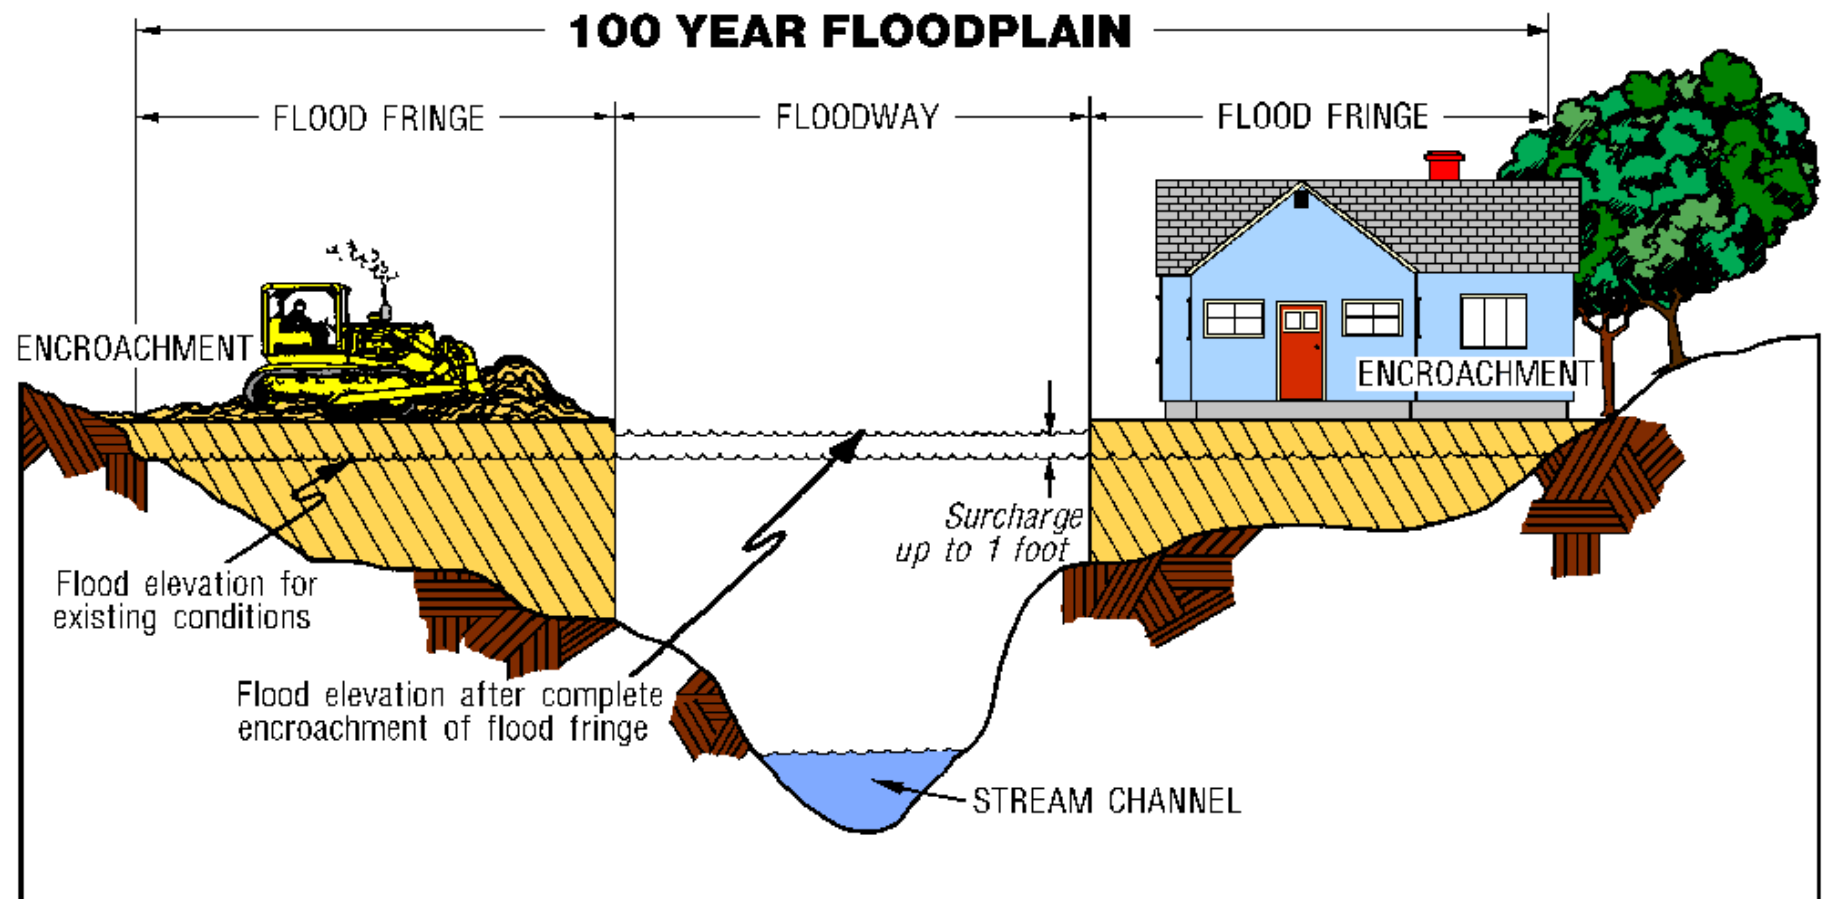 100 YEAR FLOODPLAIN
FLOOD FRINGE
FLOODWAY
FLOOD FRINGE
ENCROACHMENT
ENCROACHMENT
Surcharge
up to 1 foot
Flood elevation for
existing conditions
Flood elevation after complete
encroachment of flood fringe
STREAM CHANNEL